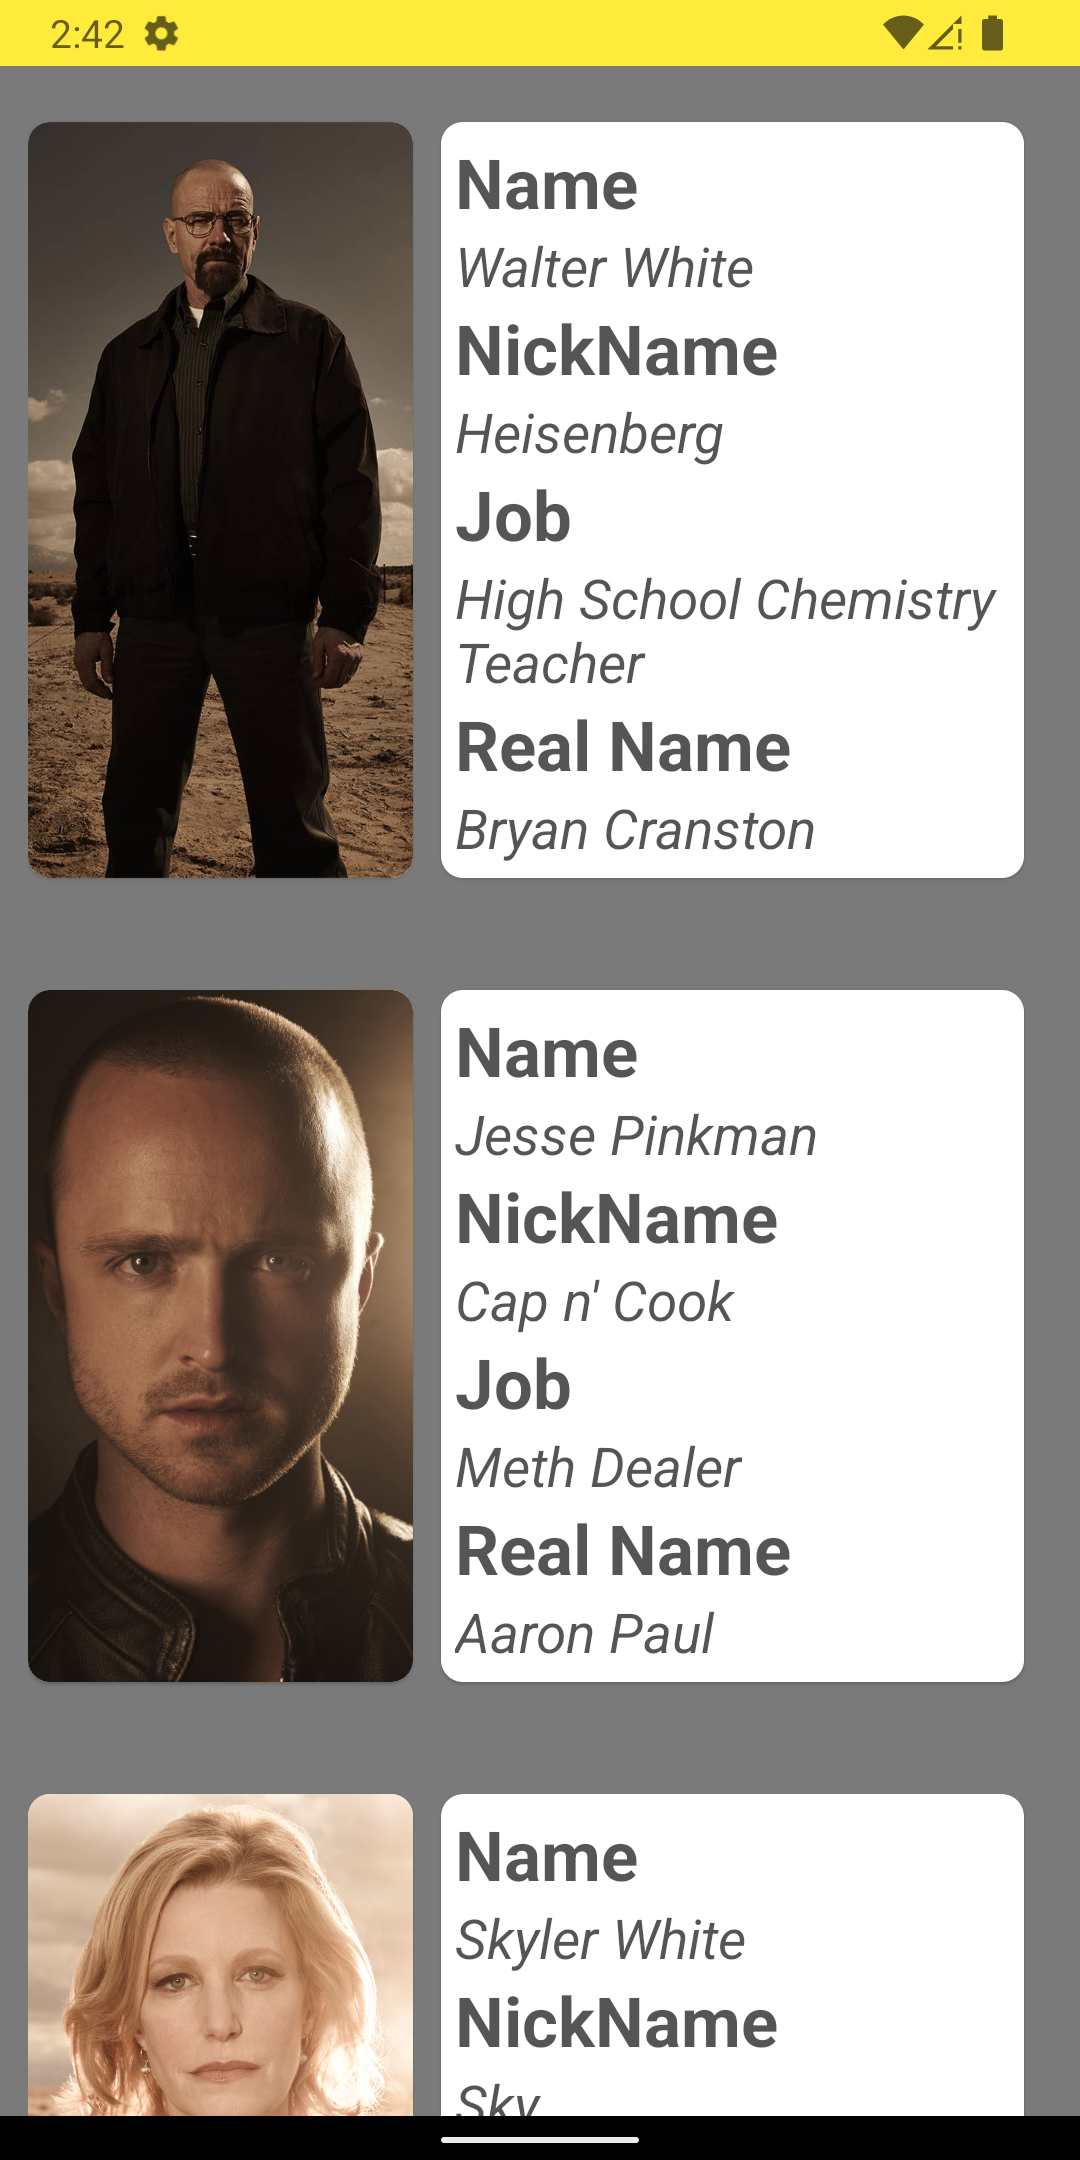 2:42
Name
Walter White
NickName
Heisenberg
Job
High School Chemistry
Teacher
Real Name
Bryan Cranston
Name
Jesse Pinkman
NickName
Cap n' Cook
Job
Meth Dealer
Real Name
Aaron Paul
Name
Skyler White
NickName
Sky